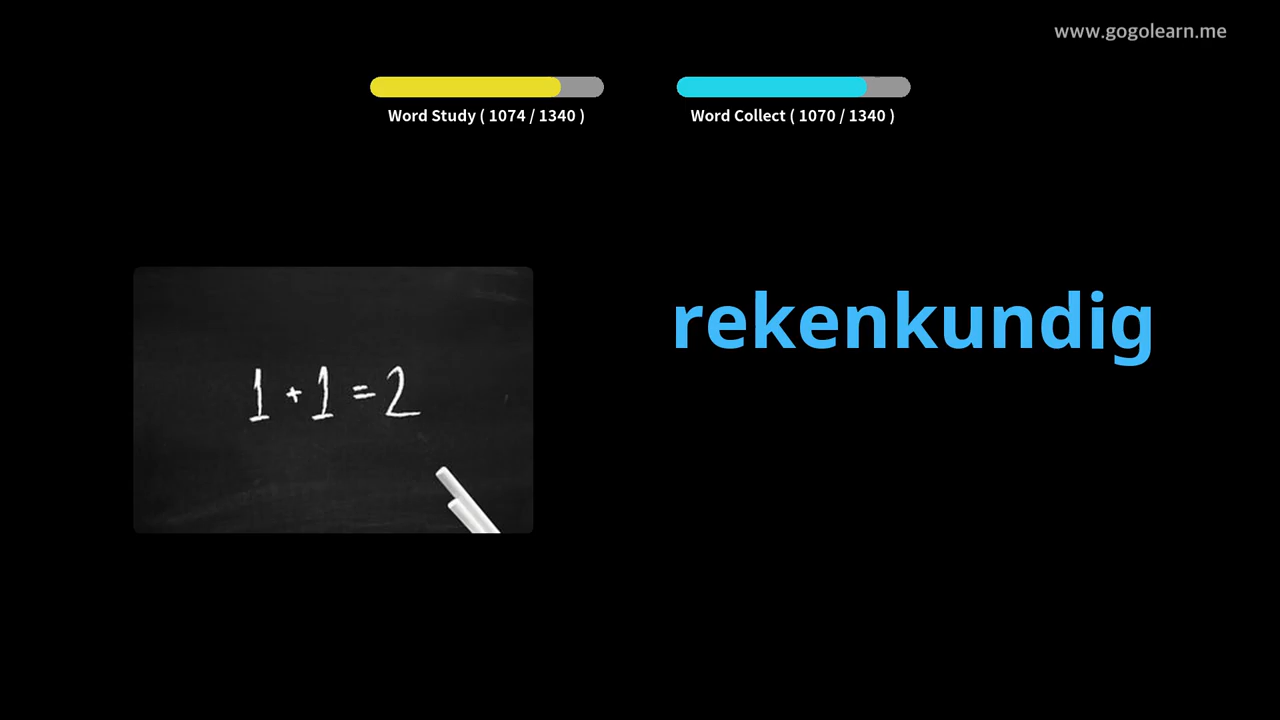 www.gogolearn.me
Word Study ( 1074 / 1340 )
Word Collect ( 1070 / 1340 )
rekenkundig
1 + 1 = 2